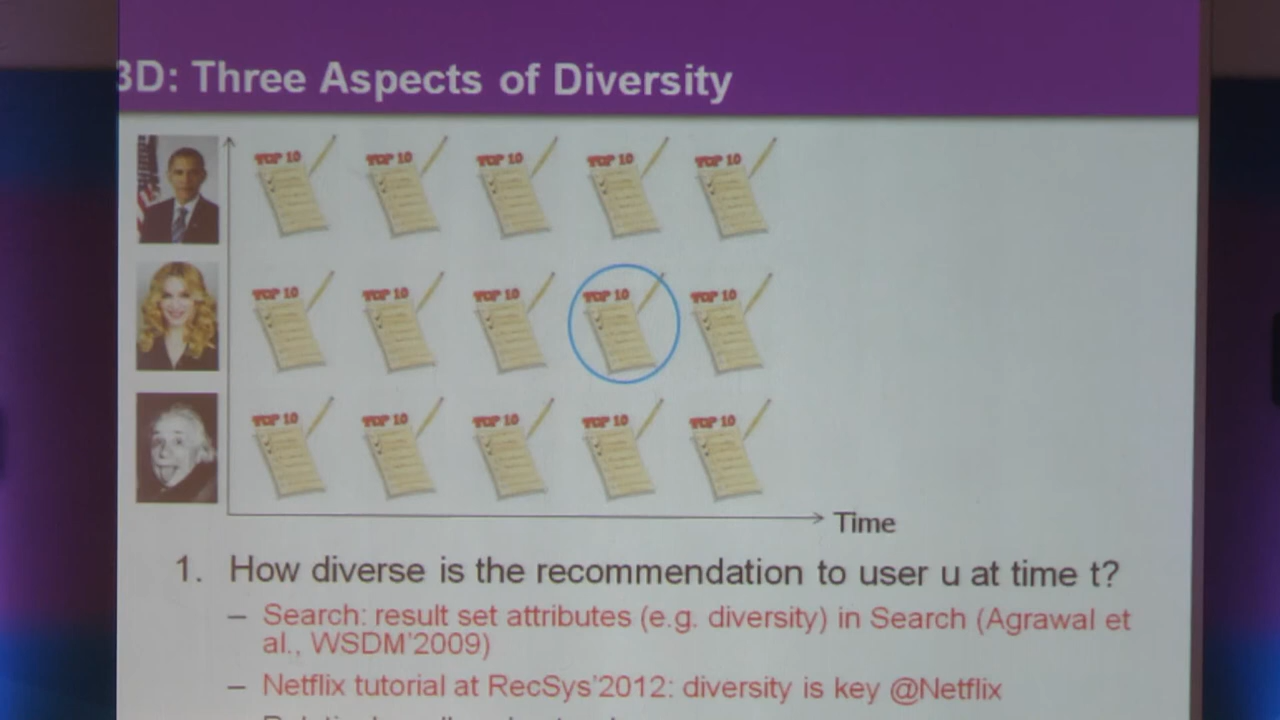 3D: Three Aspects of Diversity
TOP 10 TOP 10 TOP 10 TOP 10 TOP 10
TOP 10 TOP 10 TOP 10 TOP 10 TOP 10
TOP 10 TOP 10 TOP 10 TOP 10 TOP 10
Time
1. How diverse is the recommendation to user u at time t?
– Search: result set attributes (e.g. diversity) in Search (Agrawal et
al., WSDM'2009)
– Netflix tutorial at RecSys'2012: diversity is key @Netflix